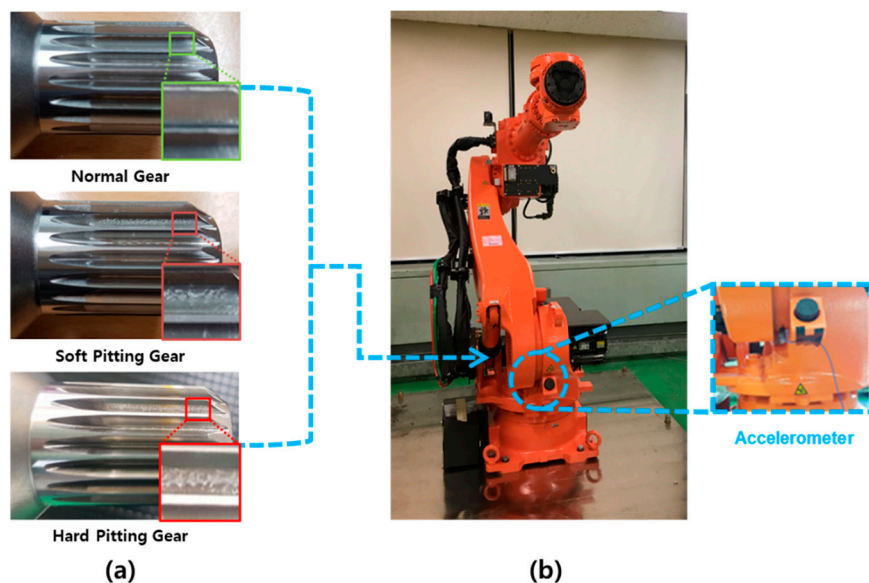 Normal Gear
Soft Pitting Gear
Hard Pitting Gear
Accelerometer
(a)
(b)